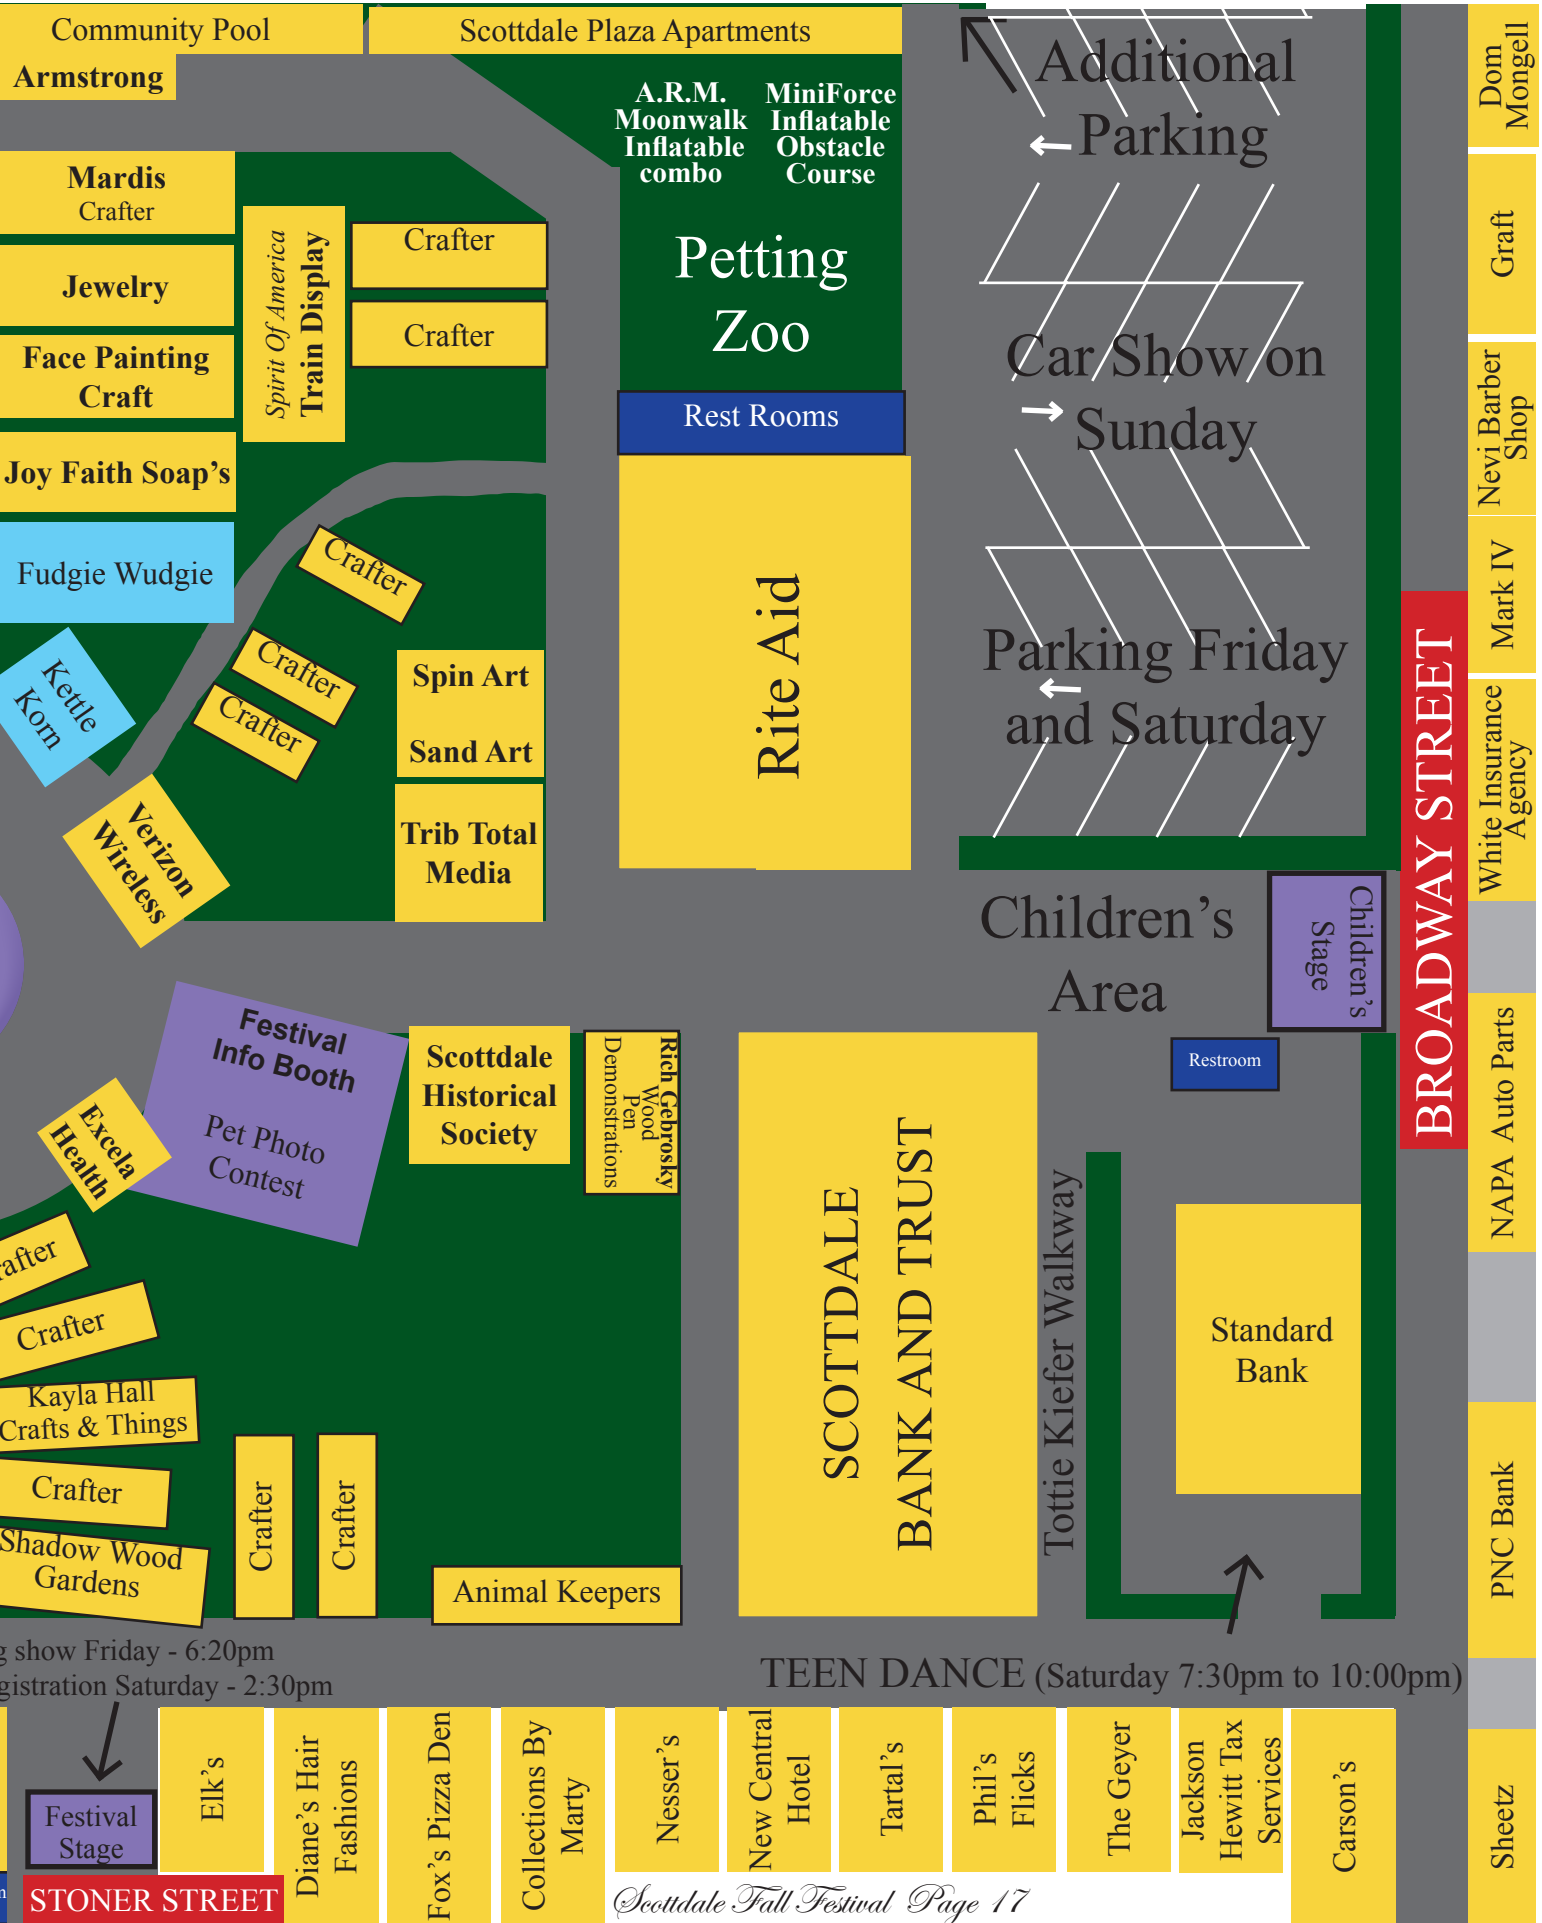 Community Pool
Scottdale Plaza Apartments
Armstrong
A.R.M.
Moonwalk
Inflatable
combo
MiniForce
Inflatable
Obstacle
Course
Additional
Parking
Dom
Mongell
Mardis
Crafter
Jewelry
Face Painting
Craft
Joy Faith Soap's
Fudgie Wudgie
Kettle
Korn
Spirit Of America
Train Display
Crafter
Crafter
Petting
Zoo
Rest Rooms
Car Show on
Sunday
Graft
Nevi Barber
Shop
Mark IV
Crafter
Crafter
Crafter
Spin Art
Sand Art
Trib Total
Media
Verizon
Wireless
Rite Aid
Parking Friday
and Saturday
BROADWAY STREET
White Insurance
Agency
Children's
Area
Children's
Stage
Restroom
NAPA Auto Parts
Festival
Info Booth
Pet Photo
Contest
Excela
Health
Scottdale
Historical
Society
Rich Gebrosky
Wood
Pen
Demonstrations
SCOTTDALE
BANK AND TRUST
Tottie Kiefer Walkway
Standard
Bank
PNC Bank
rafter
Crafter
Kayla Hall
Crafts & Things
Crafter
Shadow Wood
Gardens
Crafter
Crafter
Animal Keepers
g show Friday - 6:20pm
gistration Saturday - 2:30pm
TEEN DANCE (Saturday 7:30pm to 10:00pm)
Festival
Stage
Elk's
Diane's Hair
Fashions
Fox's Pizza Den
Collections By
Marty
Nesser's
New Central
Hotel
Tartal's
Phil's
Flicks
The Geyer
Jackson
Hewitt Tax
Services
Carson's
Sheetz
m
STONER STREET
Scottdale Fall Festival Page 17